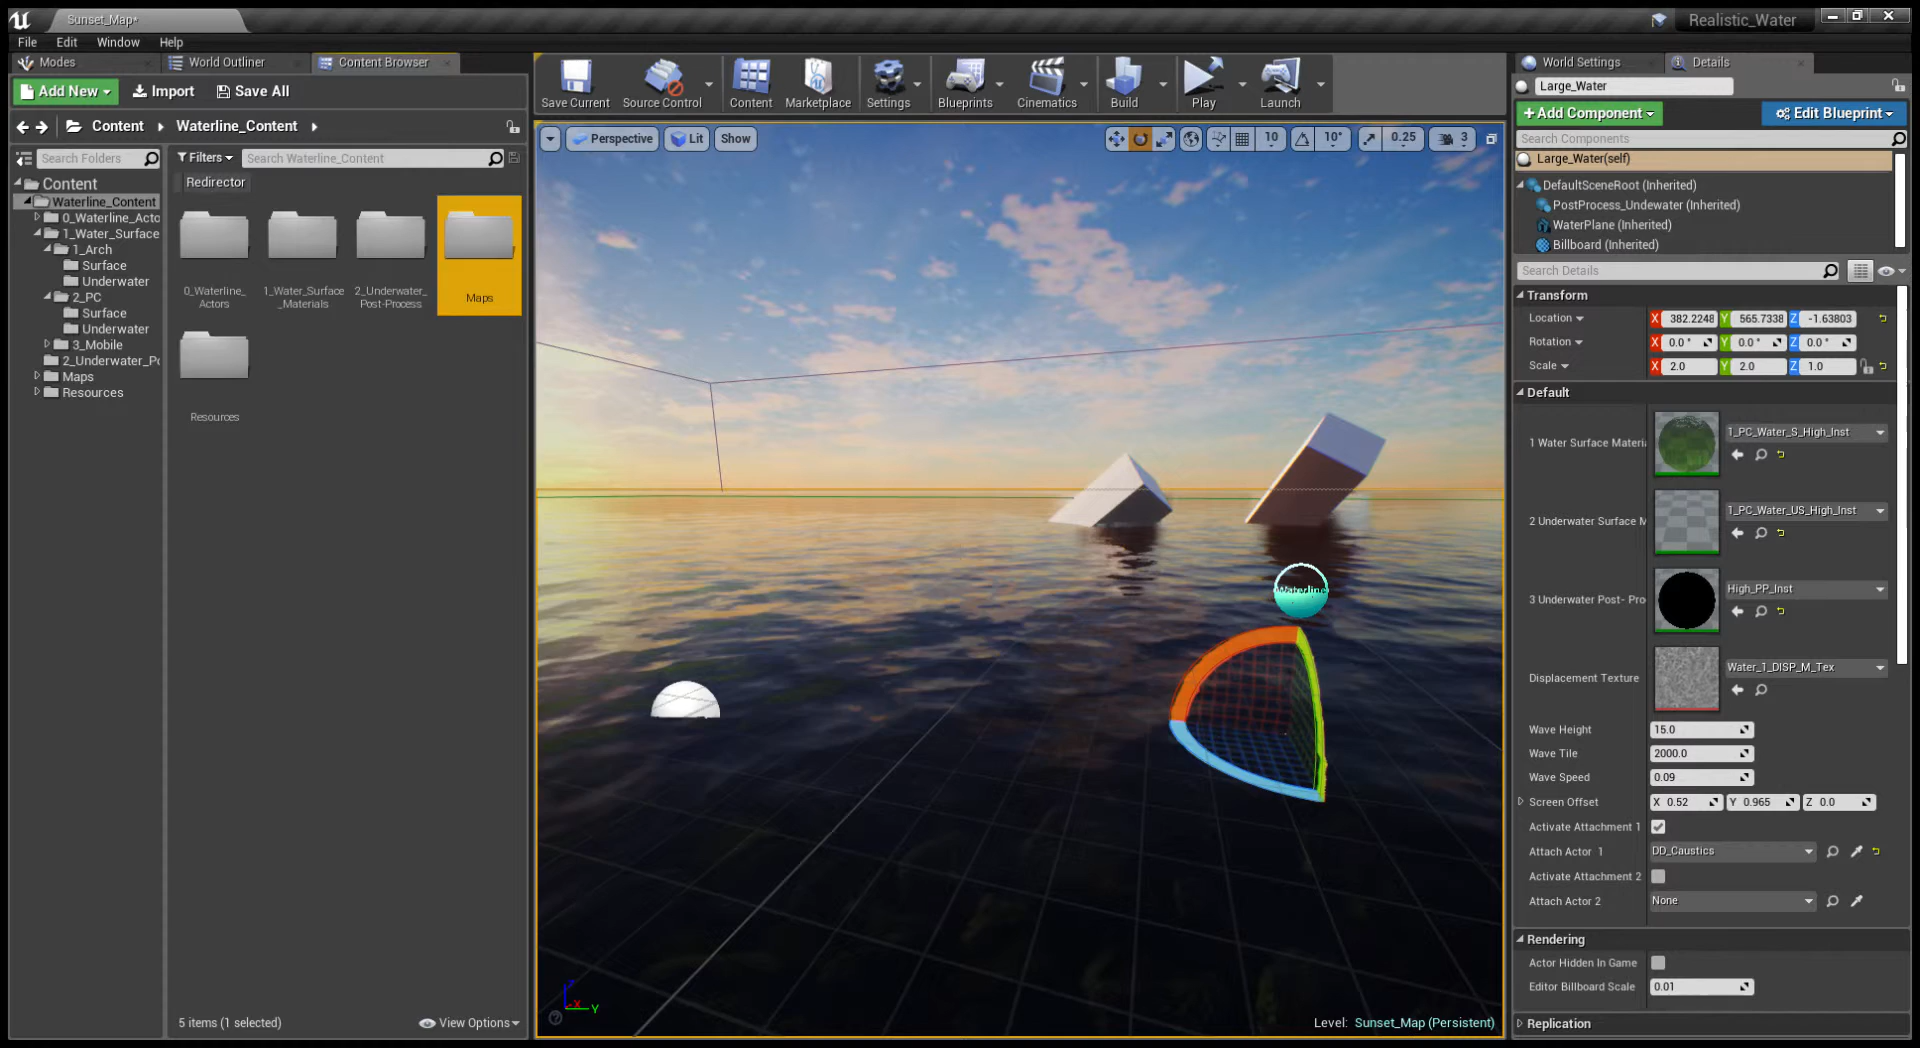 Sunset_Map*
Realistic_Water
File Edit Window Help
Modes
World Outliner
Content Browser
Add New
Import
Save All
Content
Waterline_Content
Search Folders
Content
Waterline_Content
0_Waterline_Acto
1_Water_Surface
1_Arch
Surface
Underwater
2_PC
Surface
Underwater
3_Mobile
2_Underwater_Po
Maps
Resources
Filters
Search Waterline_Content
Redirector
0_Waterline_
Actors
1_Water_Surface
_Materials
2_Underwater_
Post-Process
Maps
Resources
5 items (1 selected)
View Options
Save Current
Source Control
Content
Marketplace
Settings
Blueprints
Cinematics
Build
Play
Launch
Perspective
Lit
Show
10
10°
0.25
3
Waterline
X
Y
Level: Sunset_Map (Persistent)
World Settings
Details
Large_Water
+Add Component
Edit Blueprint
Search Components
Large_Water(self)
DefaultSceneRoot (Inherited)
PostProcess_Undewater (Inherited)
WaterPlane (Inherited)
Billboard (Inherited)
Search Details
Transform
Location X 382.2248 Y 565.7338 Z -1.63803
Rotation X 0.0 ° Y 0.0 ° Z 0.0 °
Scale X 2.0 Y 2.0 Z 1.0
Default
1 Water Surface Materi
1_PC_Water_S_High_Inst
2 Underwater Surface M
1_PC_Water_US_High_Inst
3 Underwater Post- Pro
High_PP_Inst
Displacement Texture
Water_1_DISP_M_Tex
Wave Height 15.0
Wave Tile 2000.0
Wave Speed 0.09
Screen Offset X 0.52 Y 0.965 Z 0.0
Activate Attachment 1
Attach Actor 1 DD_Caustics
Activate Attachment 2
Attach Actor 2 None
Rendering
Actor Hidden In Game
Editor Billboard Scale 0.01
Replication